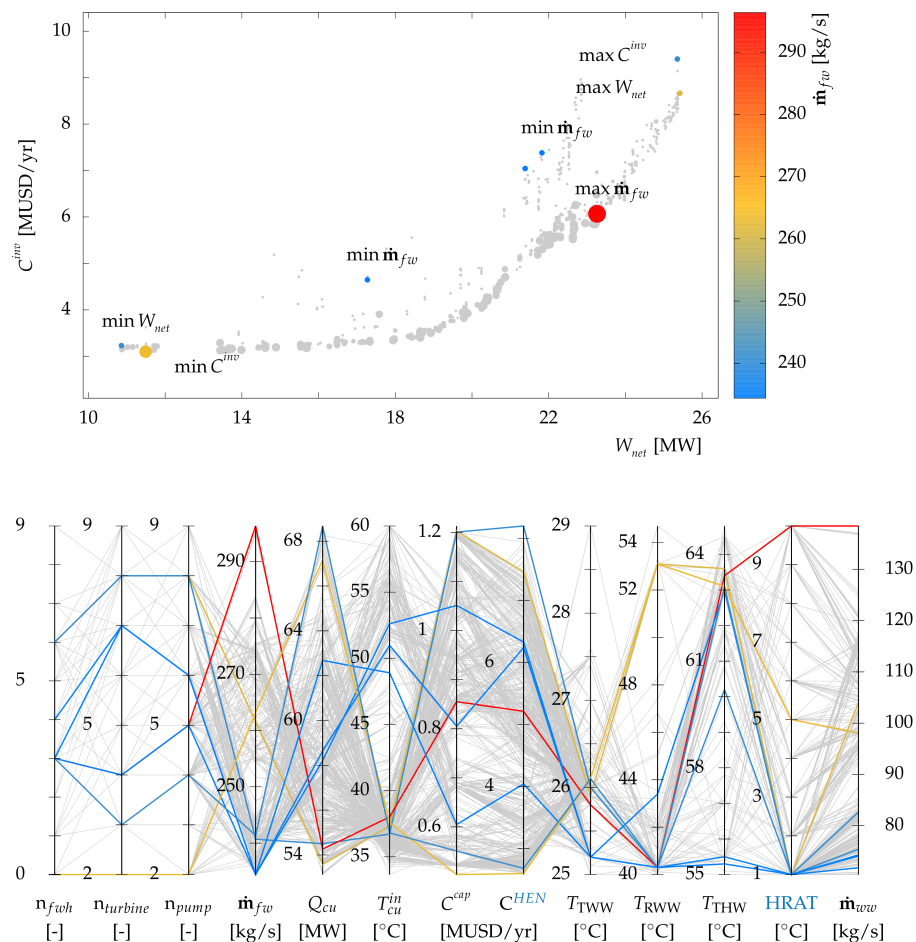 10
max C^inv
290
ṁ_fw [kg/s]
max W_net
280
8
min ṁ_fw
C^inv [MUSD/yr]
270
max ṁ_fw
6
260
min ṁ_fw
250
4
min W_net
min C^inv
240
10 14 18 22 26
W_net [MW]
9 9 9 60 1.2 29 54
68 64 9
290
55 52 130
28
64 1 120
5 5 5 50 6 61 7 110
270 27 48
60 45 0.8 5 100
58
250 40 4 26 44 3 90
54 35 0.6 80
0 2 2 25 40 55 1
n_fwh n_turbine n_pump ṁ_fw Q_cu T_cu^in C^cap C^HEN T_TWW T_RWW T_THW HRAT ṁ_ww
[-] [-] [-] [kg/s] [MW] [°C] [MUSD/yr] [°C] [°C] [°C] [°C] [kg/s]